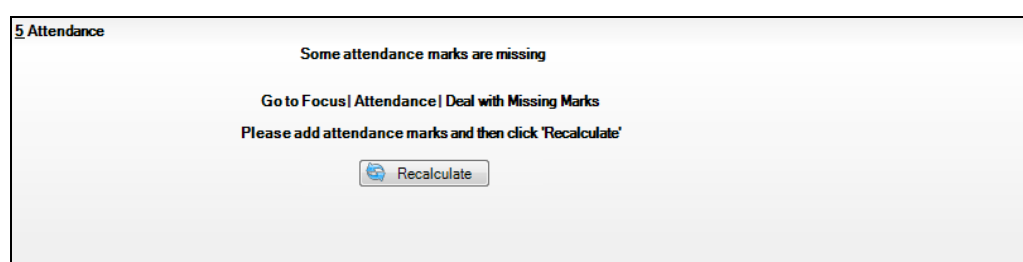 5 Attendance
Some attendance marks are missing
Go to Focus| Attendance| Deal with Missing Marks
Please add attendance marks and then click 'Recalculate'
Recalculate